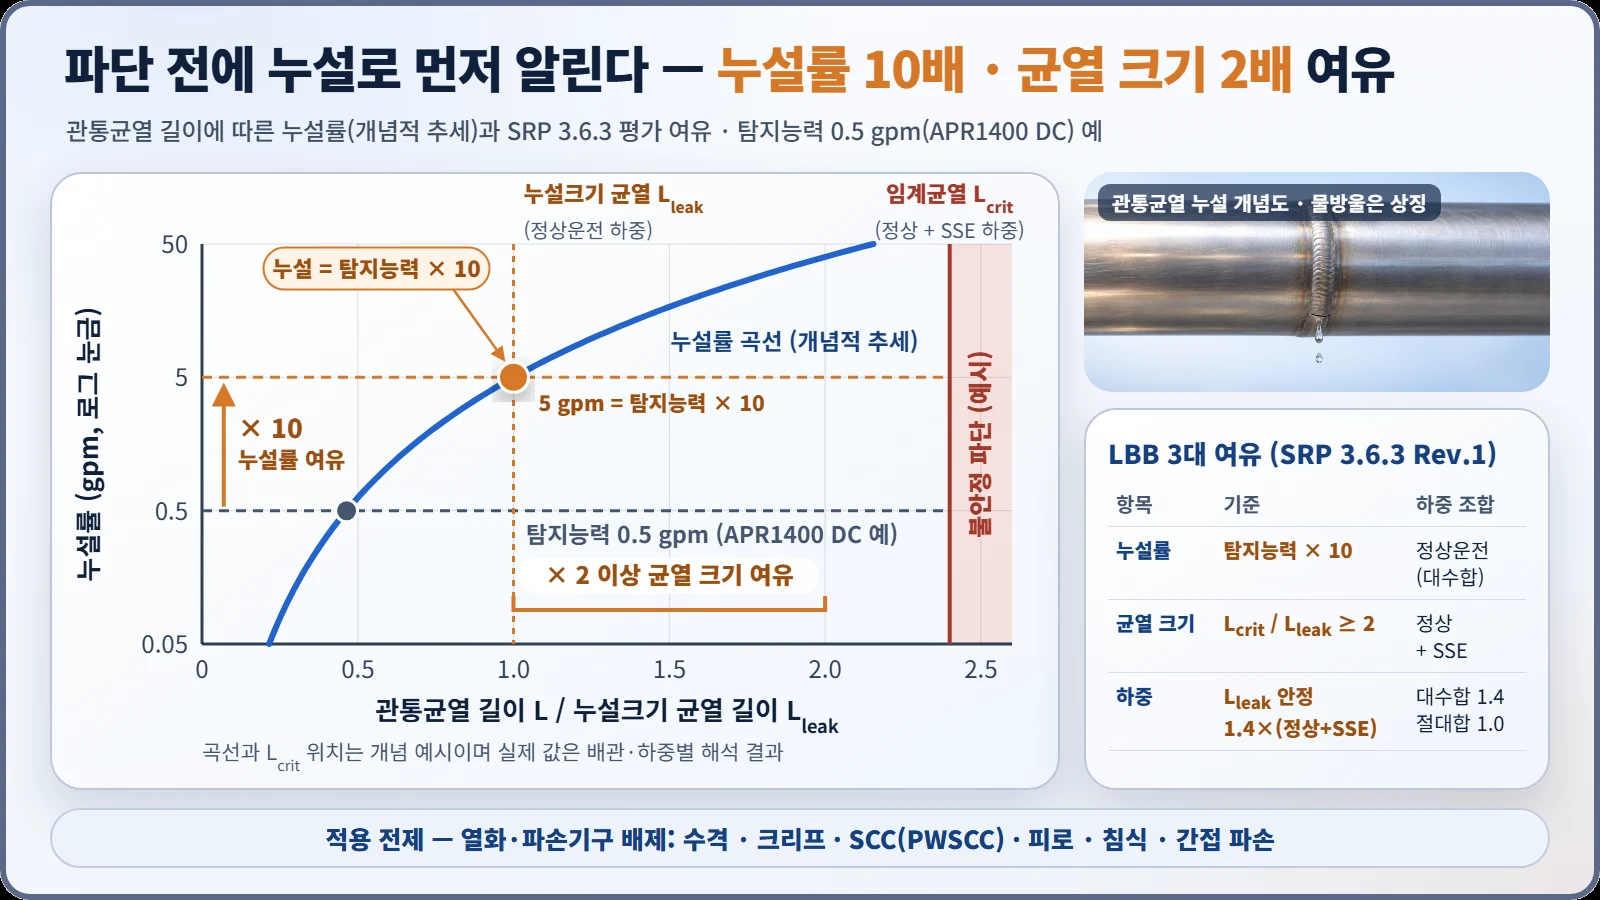 파단 전에 누설로 먼저 알린다 — 누설률 10배 · 균열 크기 2배 여유
관통균열 길이에 따른 누설률(개념적 추세)과 SRP 3.6.3 평가 여유 · 탐지능력 0.5 gpm(APR1400 DC) 예
누설크기 균열 Lleak
(정상운전 하중)
임계균열 Lcrit
(정상 + SSE 하중)
누설 = 탐지능력 × 10
누설률 곡선 (개념적 추세)
5 gpm = 탐지능력 × 10
× 10
누설률 여유
탐지능력 0.5 gpm (APR1400 DC 예)
× 2 이상 균열 크기 여유
불안정 파단 (예시)
누설률 (gpm, 로그 눈금)
50
5
0.5
0.05
0
0.5
1.0
1.5
2.0
2.5
관통균열 길이 L / 누설크기 균열 길이 Lleak
곡선과 Lcrit 위치는 개념 예시이며 실제 값은 배관·하중별 해석 결과
관통균열 누설 개념도 · 물방울은 상징
LBB 3대 여유 (SRP 3.6.3 Rev.1)
항목 기준 하중 조합
누설률 탐지능력 × 10 정상운전
(대수합)
균열 크기 Lcrit / Lleak ≥ 2 정상
+ SSE
하중 Lleak 안정 대수합 1.4
1.4×(정상+SSE) 절대합 1.0
적용 전제 — 열화·파손기구 배제: 수격 · 크리프 · SCC(PWSCC) · 피로 · 침식 · 간접 파손